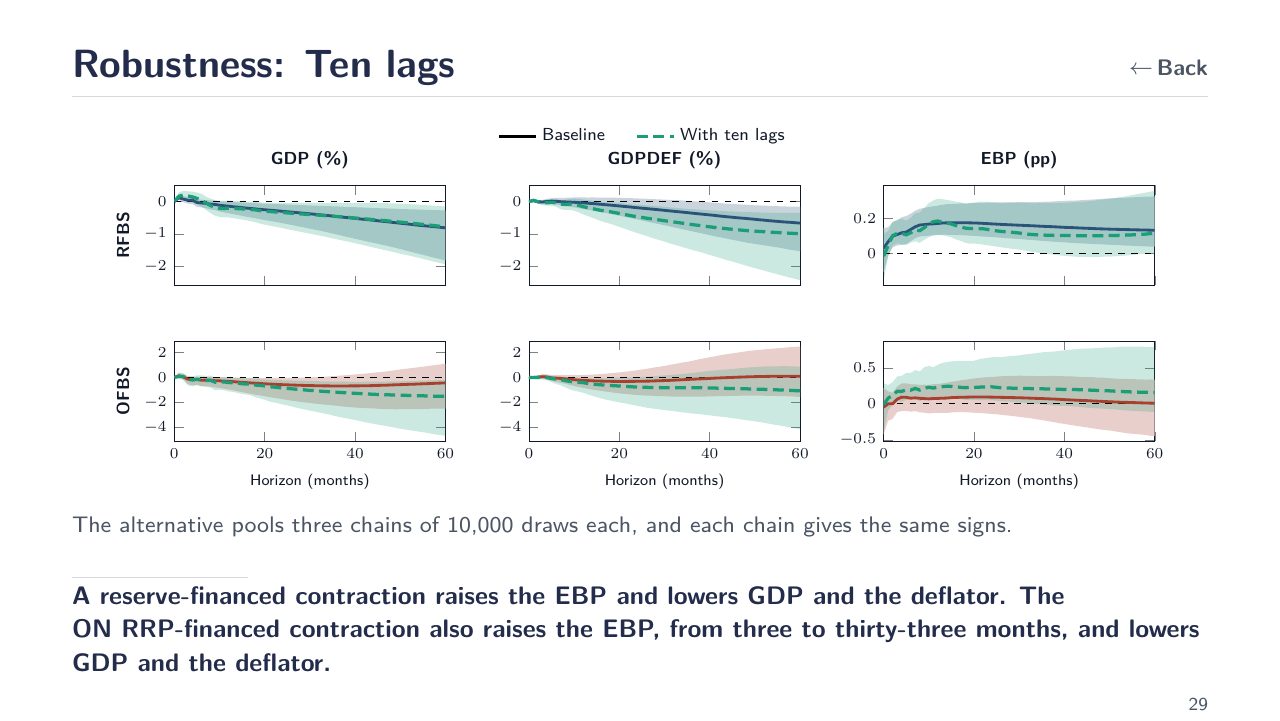 Robustness: Ten lags
← Back
Baseline With ten lags
GDP (%) GDPDEF (%) EBP (pp)
RFBS
0
−1
−2
0
−1
−2
0.2
0
OFBS
2
0
−2
−4
2
0
−2
−4
0.5
0
−0.5
0 20 40 60 0 20 40 60 0 20 40 60
Horizon (months) Horizon (months) Horizon (months)
The alternative pools three chains of 10,000 draws each, and each chain gives the same signs.
A reserve-financed contraction raises the EBP and lowers GDP and the deflator. The
ON RRP-financed contraction also raises the EBP, from three to thirty-three months, and lowers
GDP and the deflator.
29